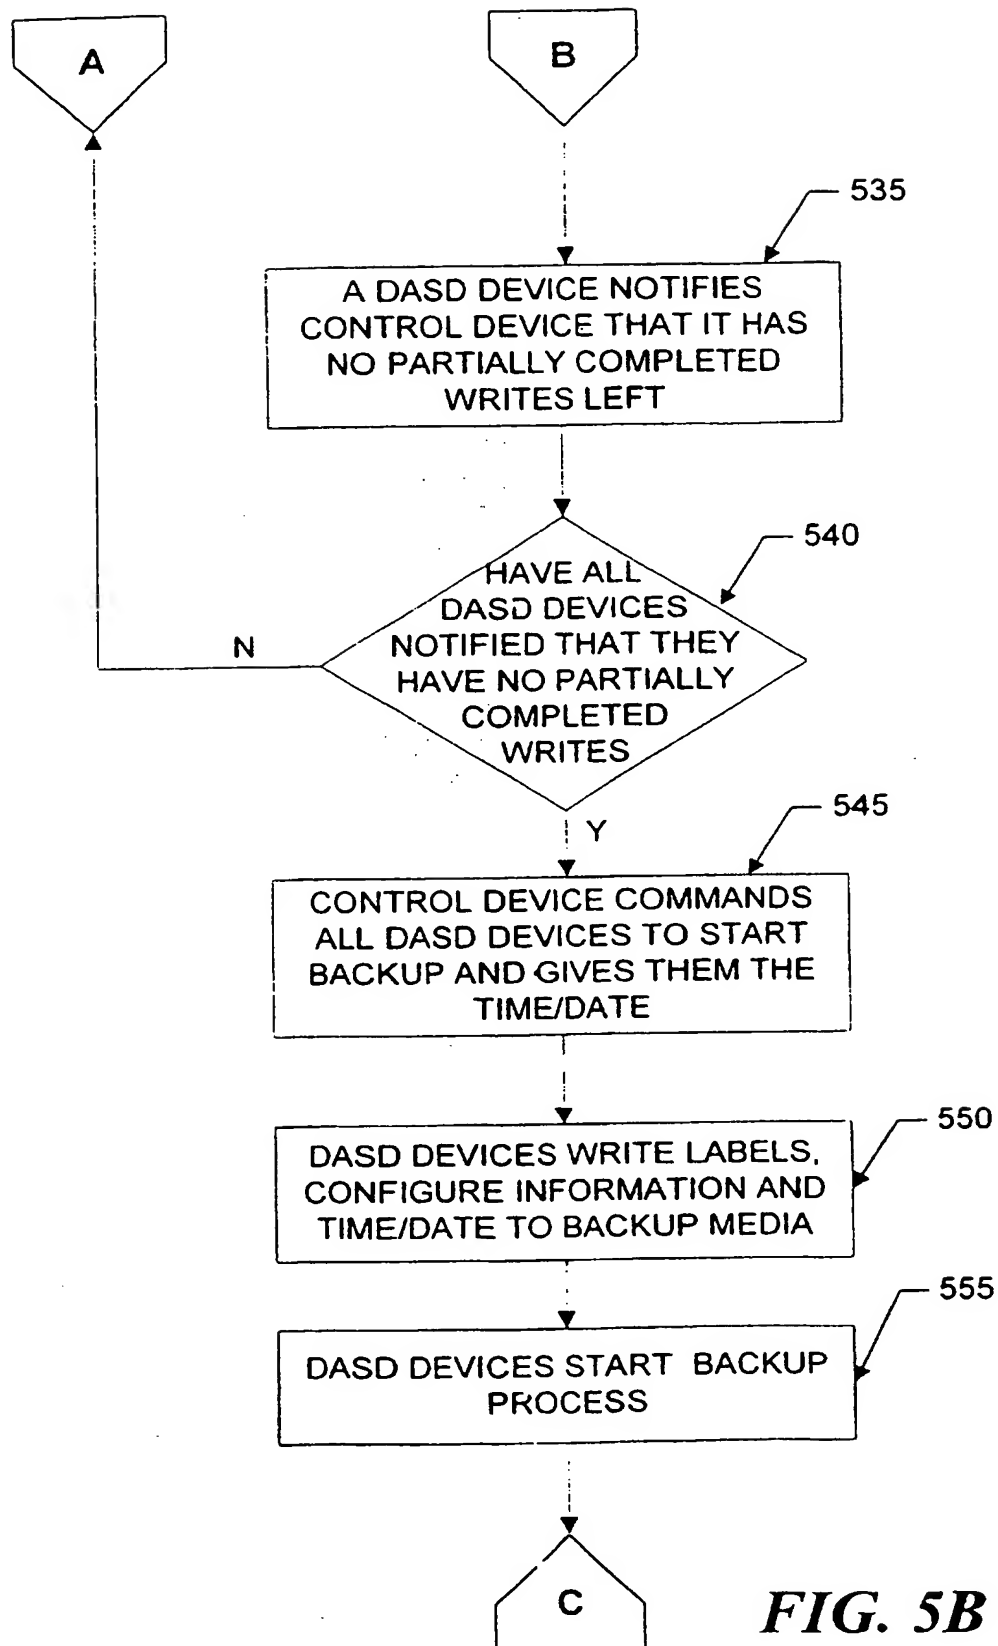 A
B
535
A DASD DEVICE NOTIFIES
CONTROL DEVICE THAT IT HAS
NO PARTIALLY COMPLETED
WRITES LEFT
540
HAVE ALL
DASD DEVICES
NOTIFIED THAT THEY
HAVE NO PARTIALLY
COMPLETED
WRITES
N
Y
545
CONTROL DEVICE COMMANDS
ALL DASD DEVICES TO START
BACKUP AND GIVES THEM THE
TIME/DATE
550
DASD DEVICES WRITE LABELS,
CONFIGURE INFORMATION AND
TIME/DATE TO BACKUP MEDIA
555
DASD DEVICES START BACKUP
PROCESS
C
FIG. 5B